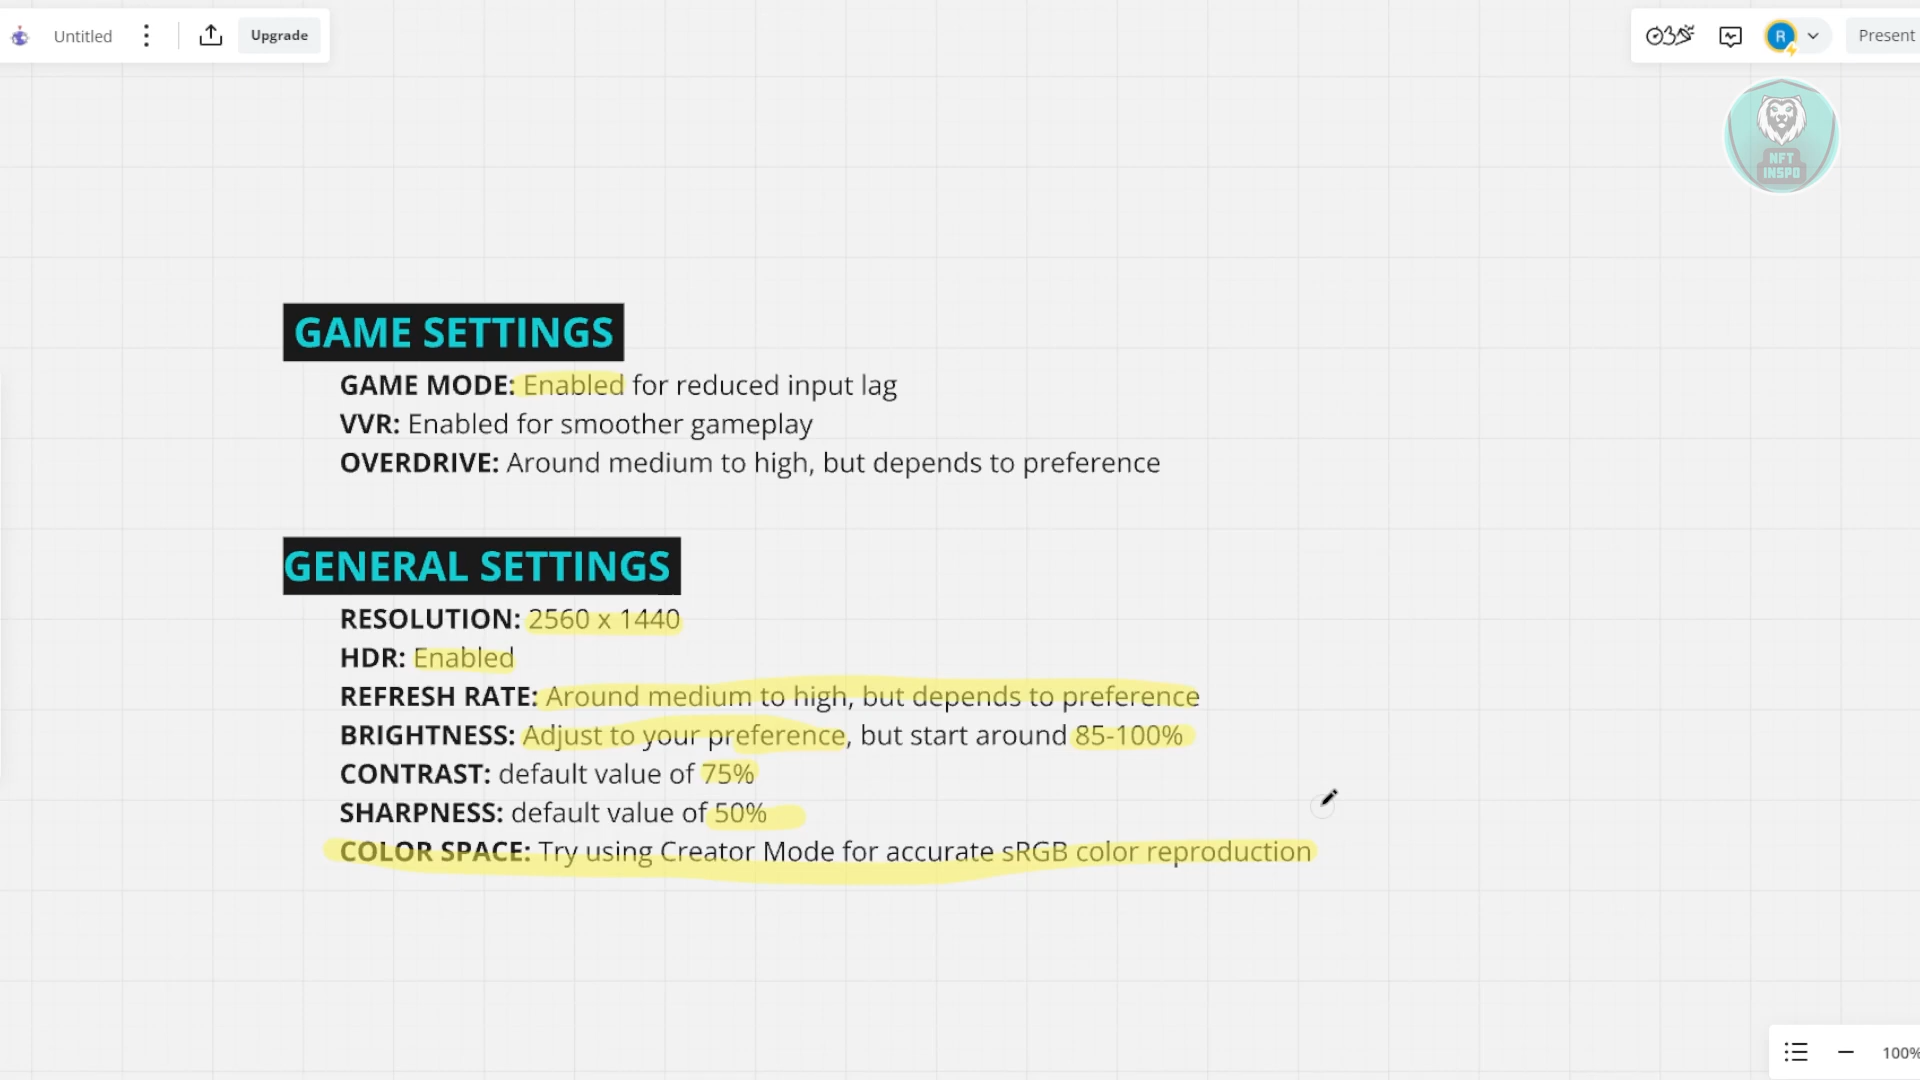 Untitled
Upgrade
R
Present
NFT
INSPO
GAME SETTINGS
GAME MODE: Enabled for reduced input lag
VVR: Enabled for smoother gameplay
OVERDRIVE: Around medium to high, but depends to preference
GENERAL SETTINGS
RESOLUTION: 2560 x 1440
HDR: Enabled
REFRESH RATE: Around medium to high, but depends to preference
BRIGHTNESS: Adjust to your preference, but start around 85-100%
CONTRAST: default value of 75%
SHARPNESS: default value of 50%
COLOR SPACE: Try using Creator Mode for accurate sRGB color reproduction
100%